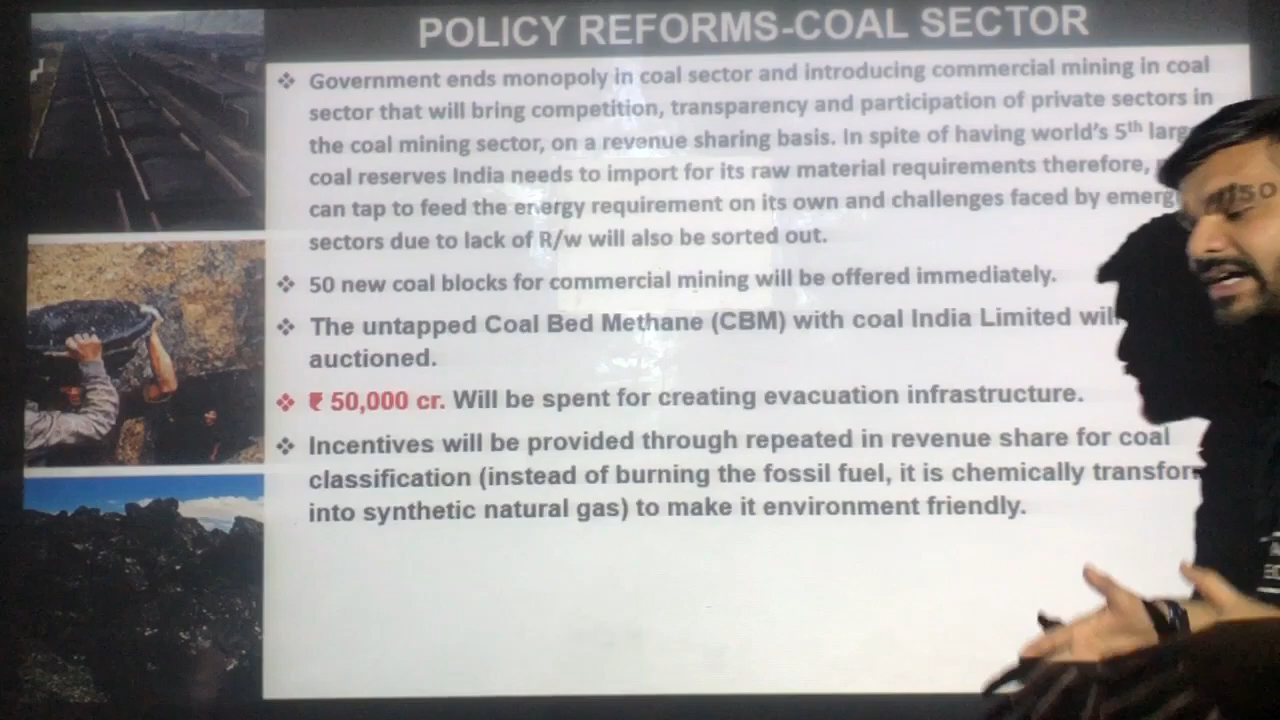 POLICY REFORMS-COAL SECTOR
❖ Government ends monopoly in coal sector and introducing commercial mining in coal
sector that will bring competition, transparency and participation of private sectors in
the coal mining sector, on a revenue sharing basis. In spite of having world's 5th larg
coal reserves India needs to import for its raw material requirements therefore,
can tap to feed the energy requirement on its own and challenges faced by emerg
sectors due to lack of R/w will also be sorted out.
❖ 50 new coal blocks for commercial mining will be offered immediately.
❖ The untapped Coal Bed Methane (CBM) with coal India Limited will
auctioned.
❖ ₹ 50,000 cr. Will be spent for creating evacuation infrastructure.
❖ Incentives will be provided through repeated in revenue share for coal
classification (instead of burning the fossil fuel, it is chemically transfor
into synthetic natural gas) to make it environment friendly.